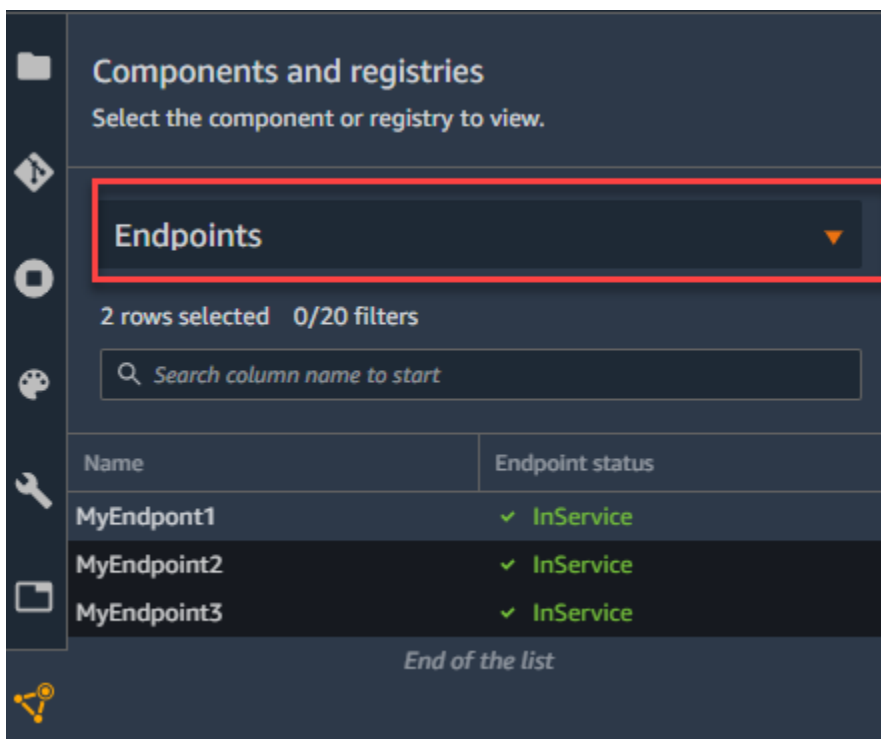 Components and registries
Select the component or registry to view.
Endpoints
2 rows selected 0/20 filters
Search column name to start
Name Endpoint status
MyEndpont1 InService
MyEndpoint2 InService
MyEndpoint3 InService
End of the list